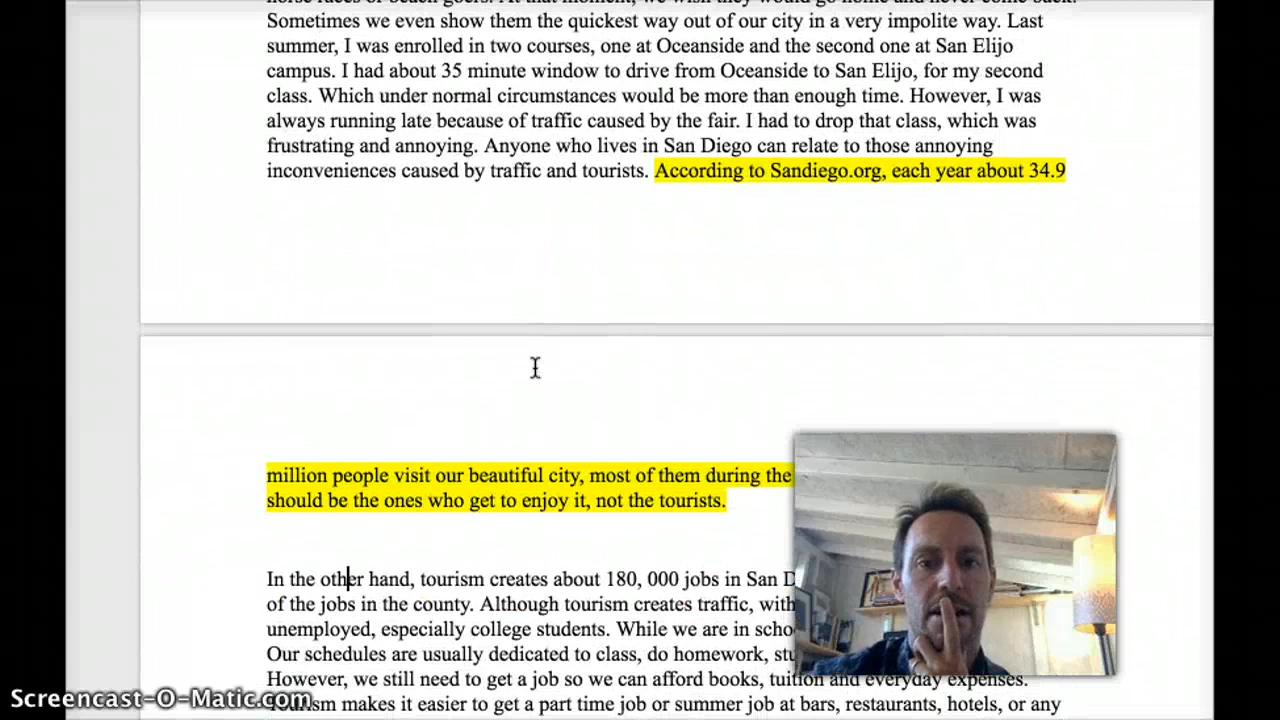 Sometimes we even show them the quickest way out of our city in a very impolite way. Last
summer, I was enrolled in two courses, one at Oceanside and the second one at San Elijo
campus. I had about 35 minute window to drive from Oceanside to San Elijo, for my second
class. Which under normal circumstances would be more than enough time. However, I was
always running late because of traffic caused by the fair. I had to drop that class, which was
frustrating and annoying. Anyone who lives in San Diego can relate to those annoying
inconveniences caused by traffic and tourists. According to Sandiego.org, each year about 34.9
million people visit our beautiful city, most of them during the
should be the ones who get to enjoy it, not the tourists.
In the other hand, tourism creates about 180, 000 jobs in San
of the jobs in the county. Although tourism creates traffic,
unemployed, especially college students. While we are in
Our schedules are usually dedicated to class, do homework,
However, we still need to get a job so we can afford books, tuition and everyday expenses.
Tourism makes it easier to get a part time job or summer job at bars, restaurants, hotels, or any
Screencast-O-Matic.com